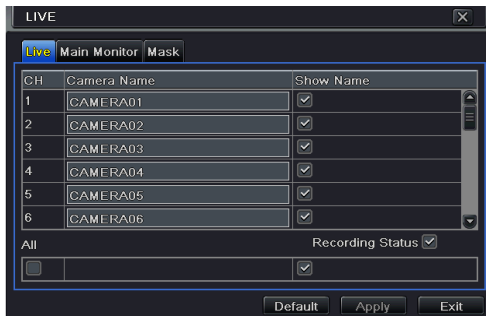 LIVE
Live Main Monitor Mask
CH Camera Name Show Name
1 CAMERA01
2 CAMERA02
3 CAMERA03
4 CAMERA04
5 CAMERA05
6 CAMERA06
All Recording Status
Default Apply Exit